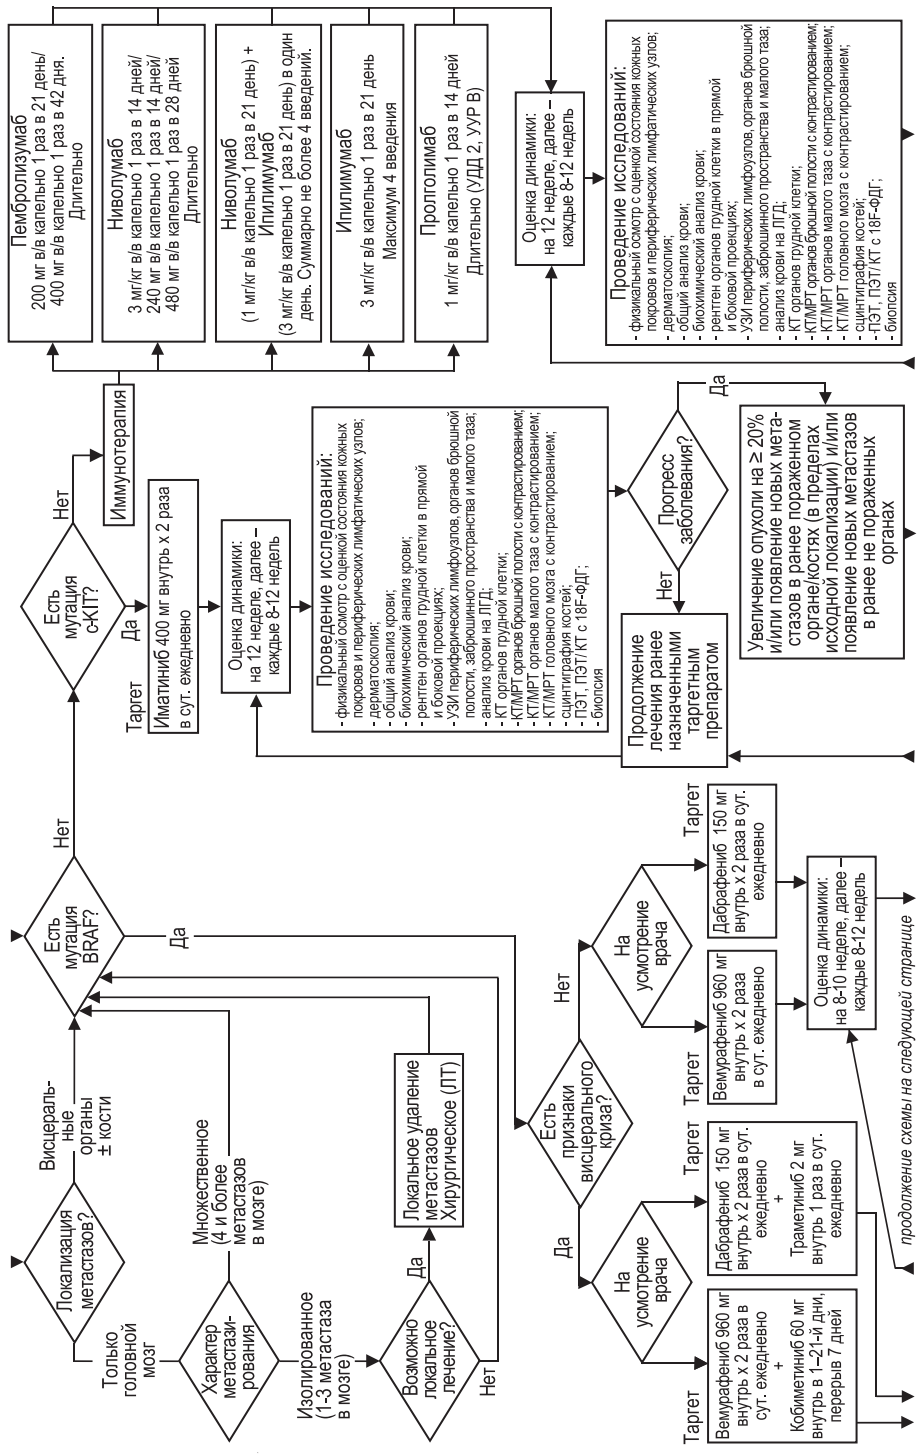 Локализация
метастазов?
Висцераль-
ные
органы
± кости
Только
головной
мозг
Характер
метастази-
рования
Множественное
(4 и более
метастазов
в мозге)
Изолированное
(1-3 метастаза
в мозге)
Возможно
локальное
лечение?
Да
Нет
Локальное удаление
метастазов
Хирургическое (ЛТ)
Есть
мутация
BRAF?
Нет
Да
Есть
признаки
висцерального
криза?
Да
Нет
На
усмотрение
врача
На
усмотрение
врача
Таргет
Вемурафениб 960 мг
внутрь х 2 раза в
сут. ежедневно
+
Кобиметиниб 60 мг
внутрь в 1–21-й дни,
перерыв 7 дней
Таргет
Дабрафениб 150 мг
внутрь х 2 раза в сут.
ежедневно
+
Траметиниб 2 мг
внутрь 1 раз в сут.
ежедневно
Таргет
Вемурафениб 960 мг
внутрь х 2 раза
в сут. ежедневно
Таргет
Дабрафениб 150 мг
внутрь х 2 раза в сут.
ежедневно
Оценка динамики:
на 8-10 неделе, далее –
каждые 8-12 недель
продолжение схемы на следующей странице
Есть
мутация
c-KIT?
Нет
Да
Таргет
Иматиниб 400 мг внутрь х 2 раза
в сут. ежедневно
Оценка динамики:
на 12 неделе, далее –
каждые 8-12 недель
Проведение исследований:
- физикальный осмотр с оценкой состояния кожных
покровов и периферических лимфатических узлов;
- дерматоскопия;
- общий анализ крови;
- биохимический анализ крови;
- рентген органов грудной клетки в прямой
и боковой проекциях;
- УЗИ периферических лимфоузлов, органов брюшной
полости, забрюшинного пространства и малого таза;
- анализ крови на ЛГД;
- КТ органов грудной клетки;
- КТ/МРТ органов брюшной полости с контрастированием;
- КТ/МРТ органов малого таза с контрастированием;
- КТ/МРТ головного мозга с контрастированием;
- сцинтиграфия костей;
- ПЭТ, ПЭТ/ КТ с 18F-ФДГ;
- биопсия
Прогресс
заболевания?
Нет
Да
Продолжение
лечения ранее
назначенными
таргетным
препаратом
Увеличение опухоли на ≥ 20%
и/или появление новых мета-
стазов в ранее пораженном
органе/костях (в пределах
исходной локализации) и/или
появление новых метастазов
в ранее не пораженных
органах
Иммунотерапия
Пембролизумаб
200 мг в/в капельно 1 раз в 21 день/
400 мг в/в капельно 1 раз в 42 дня.
Длительно
Ниволумаб
3 мг/кг в/в капельно 1 раз в 14 дней/
240 мг в/в капельно 1 раз в 14 дней/
480 мг в/в капельно 1 раз в 28 дней
Длительно
Ниволумаб
(1 мг/кг в/в капельно 1 раз в 21 день) +
Ипилимумаб
(3 мг/кг в/в капельно 1 раз в 21 день) в один
день. Суммарно не более 4 введений.
Ипилимумаб
3 мг/кг в/в капельно 1 раз в 21 день
Максимум 4 введения
Пролголимаб
1 мг/кг в/в капельно 1 раз в 14 дней
Длительно (УДД 2, УУР В)
Оценка динамики:
на 12 неделе, далее –
каждые 8-12 недель
Проведение исследований:
- физикальный осмотр с оценкой состояния кожных
покровов и периферических лимфатических узлов;
- дерматоскопия;
- общий анализ крови;
- биохимический анализ крови;
- рентген органов грудной клетки в прямой
и боковой проекциях;
- УЗИ периферических лимфоузлов, органов брюшной
полости, забрюшинного пространства и малого таза;
- анализ крови на ЛГД;
- КТ органов грудной клетки;
- КТ/МРТ органов брюшной полости с контрастированием;
- КТ/МРТ органов малого таза с контрастированием;
- КТ/МРТ головного мозга с контрастированием;
- сцинтиграфия костей;
- ПЭТ, ПЭТ/ КТ с 18F-ФДГ;
- биопсия